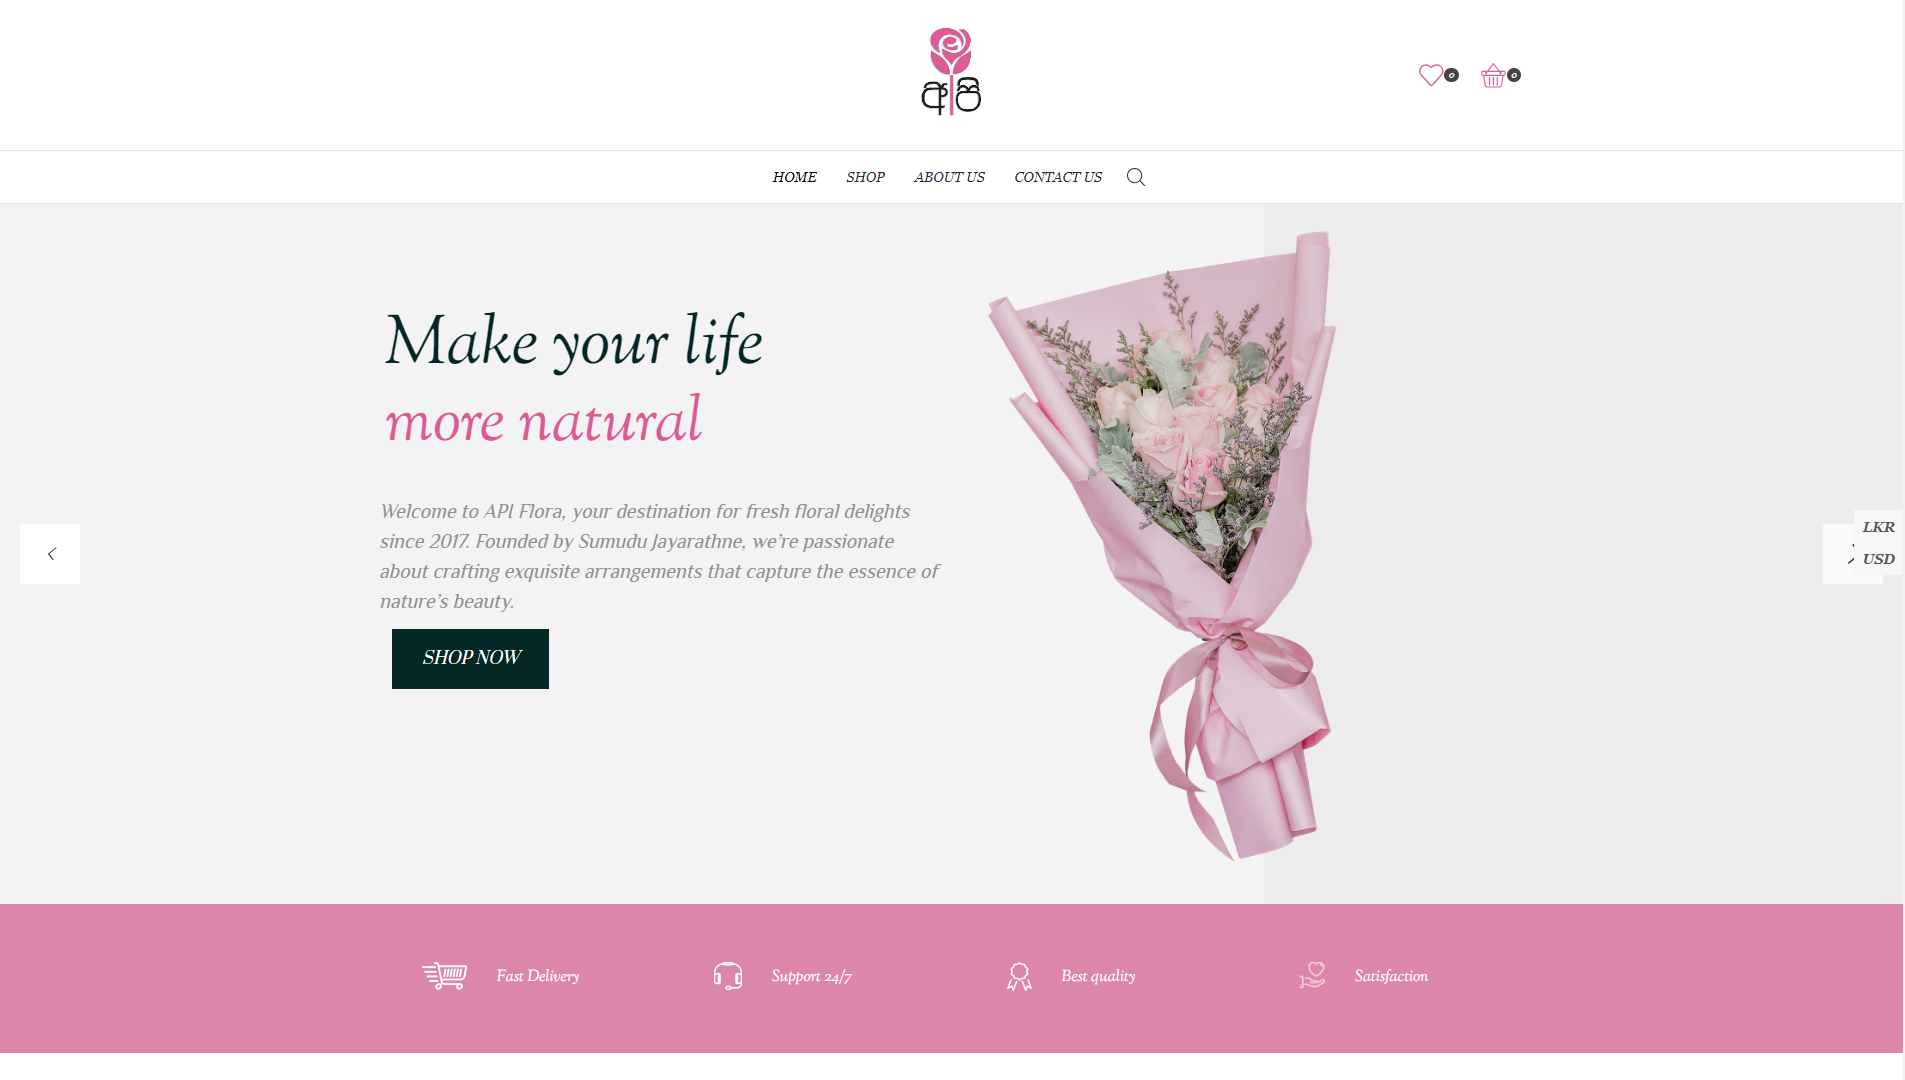 අපි
0
0
HOME SHOP ABOUT US CONTACT US
Make your life
more natural
Welcome to API Flora, your destination for fresh floral delights
since 2017. Founded by Sumudu Jayarathne, we’re passionate
about crafting exquisite arrangements that capture the essence of
nature’s beauty.
LKR
USD
SHOP NOW
Fast Delivery
Support 24/7
Best quality
Satisfaction